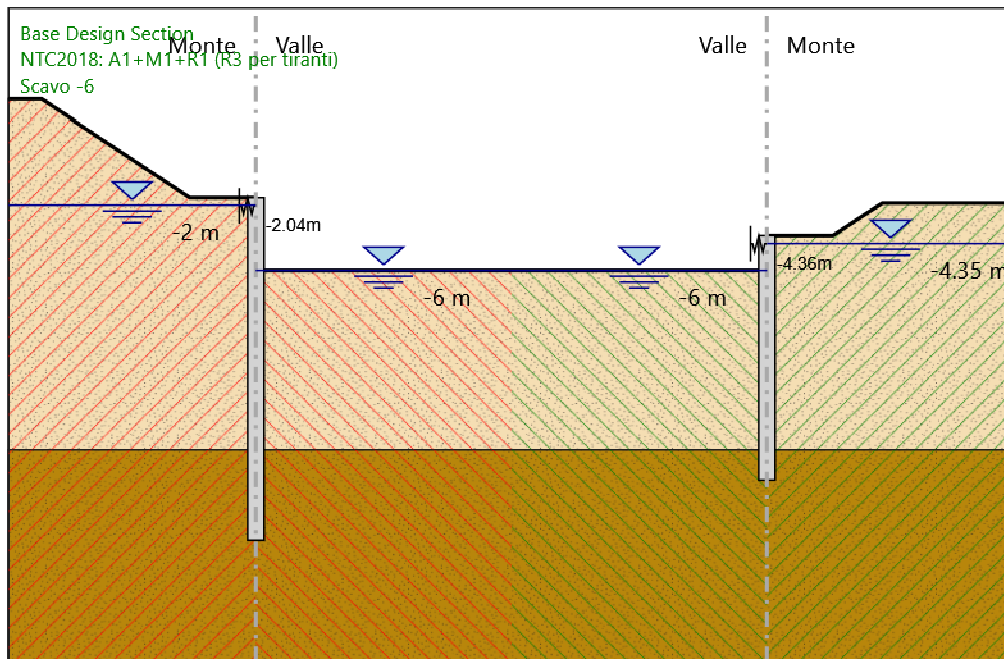 Base Design Section
Monte Valle Valle Monte
NTC2018: A1+M1+R1 (R3 per tiranti)
Scavo -6
-2 m
-2.04m
-4.36m
-4.35 m
-6 m
-6 m